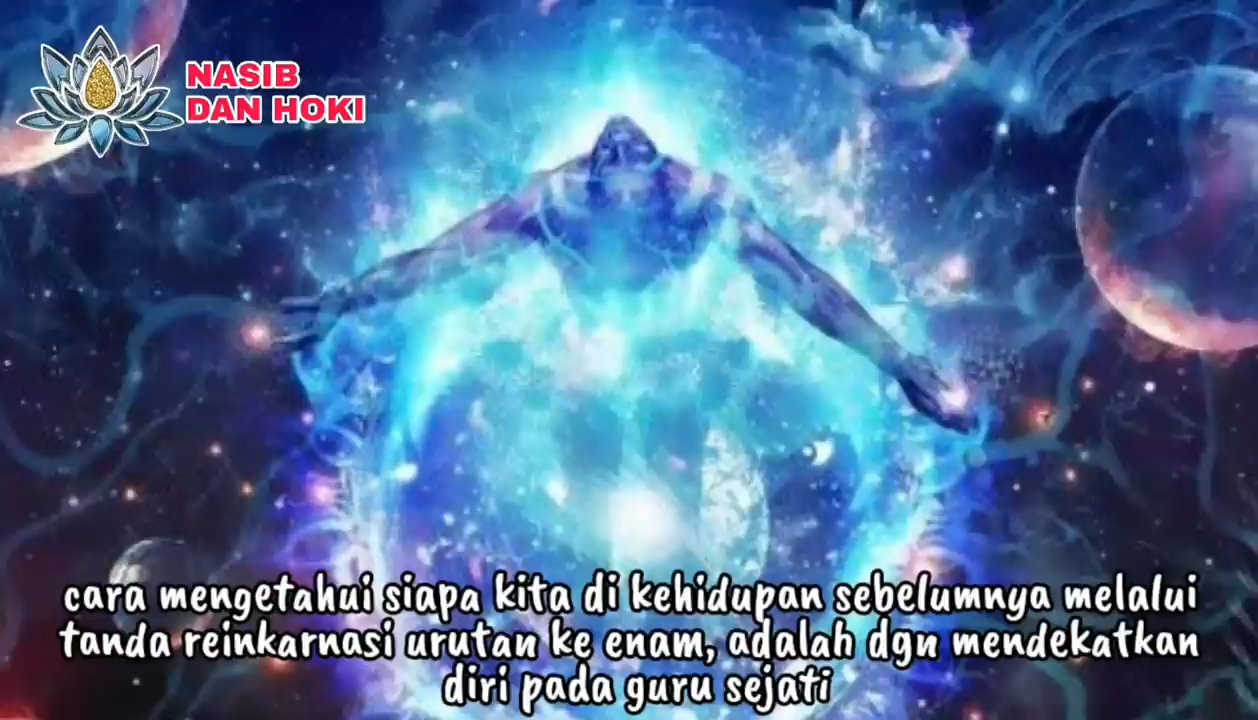 NASIB
DAN HOKI
cara mengetahui siapa kita di kehidupan sebelumnya melalui
tanda reinkarnasi urutan ke enam, adalah dgn mendekatkan
diri pada guru sejati